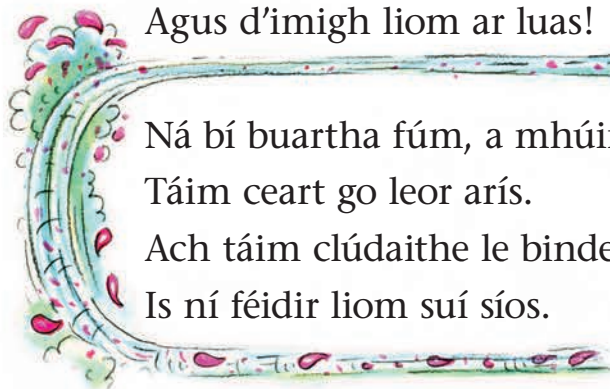 Agus d’imigh liom ar luas!
Ná bí buartha fúm, a
Táim ceart go leor arís.
Ach táim clúdaithe le
Is ní féidir liom suí síos.